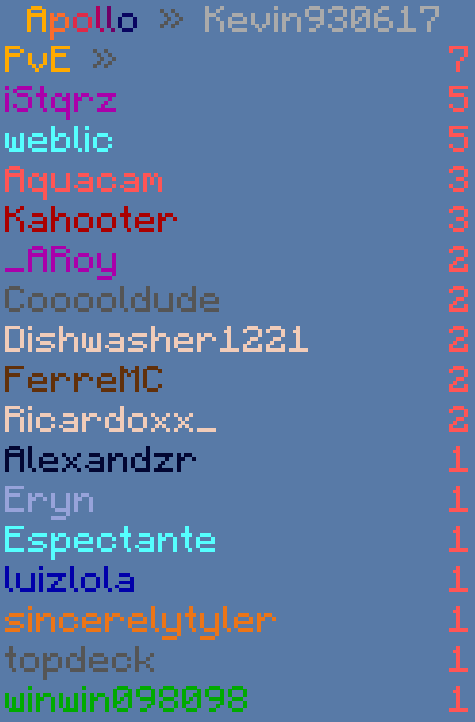 Apollo » Kevin930617
PvE » 7
iStqrz 5
weblic 5
Aquacam 3
Kahooter 3
_ARoy 2
Cooooldude 2
Dishwasher1221 2
FerreMC 2
Ricardoxx_ 2
Alexandzr 1
Eryn 1
Espectante 1
luizlola 1
sincerelytyler 1
topdeck 1
winwin098098 1